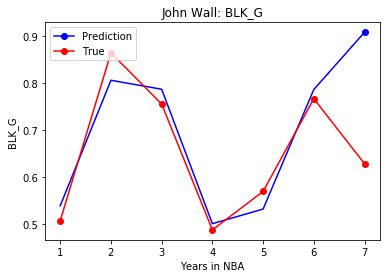 John Wall: BLK_G
Prediction
True
0.9
0.8
0.7
0.6
0.5
BLK_G
1 2 3 4 5 6 7
Years in NBA